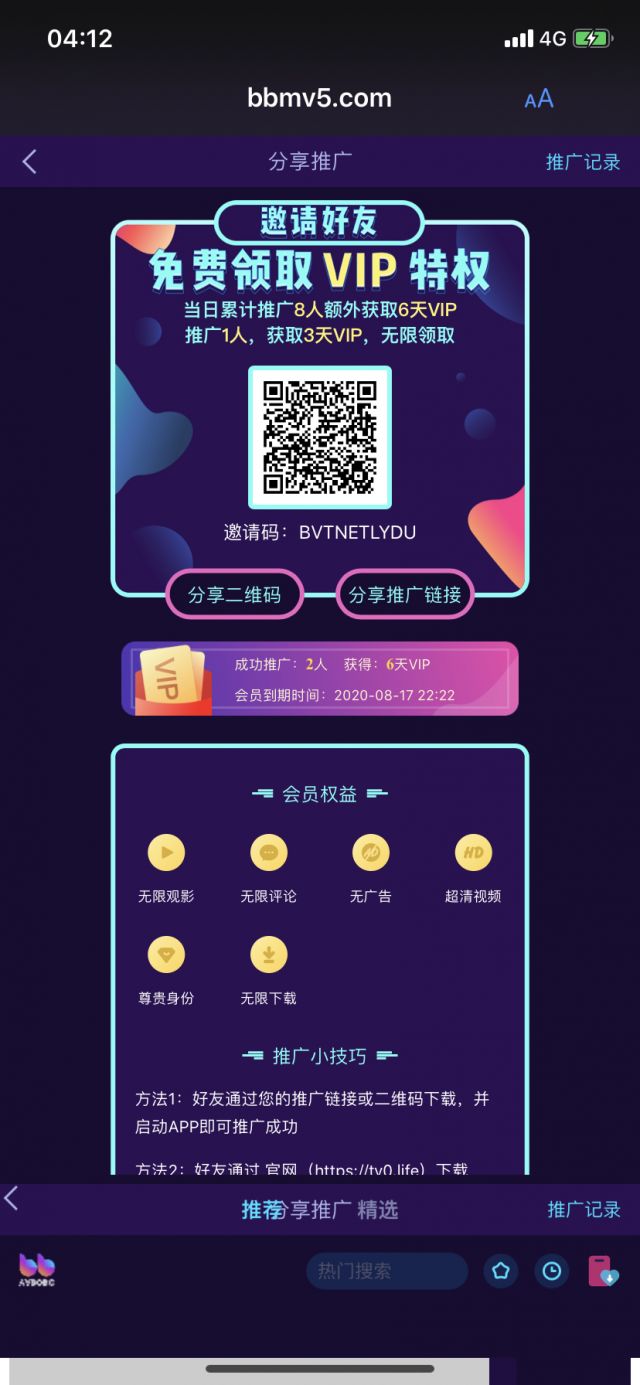 04:12
4G
bbmv5.com
AA
分享推广
推广记录
邀请好友
免费领取VIP特权
当日累计推广8人额外获取6天VIP
推广1人，获取3天VIP，无限领取
邀请码：BVTNETLYDU
分享二维码
分享推广链接
VIP
成功推广：2人 获得：6天VIP
会员到期时间：2020-08-17 22:22
会员权益
HD
无限观影
无限评论
无广告
超清视频
尊贵身份
无限下载
推广小技巧
方法1：好友通过您的推广链接或二维码下载，并
启动APP即可推广成功
方法2：好友通过 官网（https://tv0.life）下载
推荐
分享推广
精选
推广记录
热门搜索